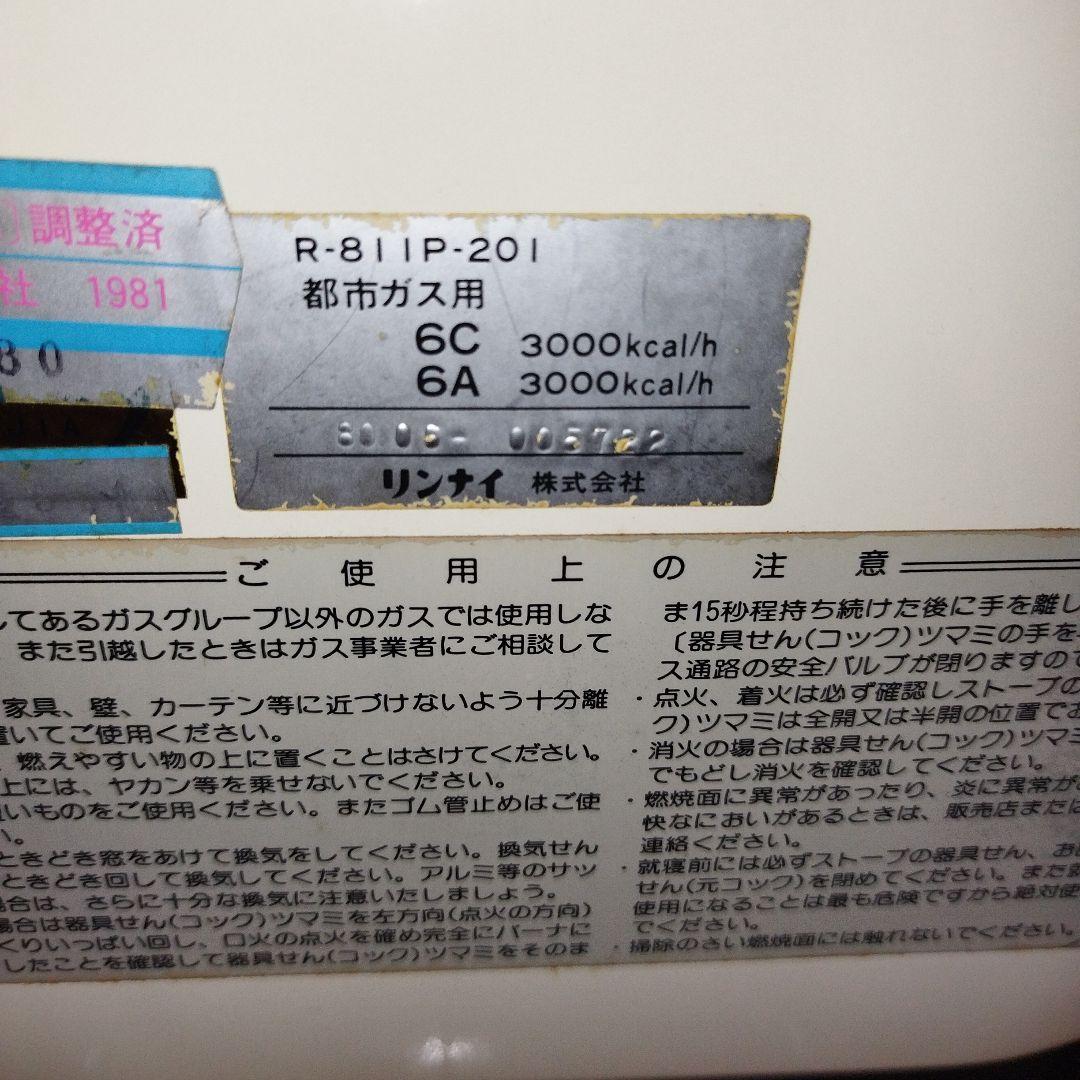 調整済
社 1981
80
R-811P-201
都市ガス用
6C 3000kcal/h
6A 3000kcal/h
80.06- 005722
リンナイ 株式会社
ご使用上の注意
してあるガスグループ以外のガスでは使用しな
また引越したときはガス事業者にご相談して
家具、壁、カーテン等に近づけないよう十分離
置いてご使用ください。
燃えやすい物の上に置くことはさけてください。
上には、ヤカン等を乗せないでください。
いものをご使用ください。またゴム管止めはご使
い。
ときどき窓をあけて換気をしてください。換気せん
ときどき回して換気してください。アルミ等のサッ
場合は、さらに十分な換気に注意いたしましょう。
場合は器具せん(コック)ツマミを左方向(点火の方向)
くりいっぱい回し、口火の点火を確め完全にバーナに
したことを確認して器具せん(コック)ツマミをそのま
ま15秒程持ち続けた後に手を離し
〔器具せん(コック)ツマミの手を
ス通路の安全バルブが閉りますので
・点火、着火は必ず確認しストーブの
ク)ツマミは全開又は半開の位置でお
・消火の場合は器具せん(コック)ツマミ
でもどし消火を確認してください。
・燃焼面に異常があったり、炎に異常が
快なにおいがあるときは、販売店または
連絡ください。
・就寝前には必ずストーブの器具せん、お
せん(元コック)を閉めてください。また
使用になることは最も危険ですから絶対使
でください。
・掃除のさい燃焼面には触れないでください。